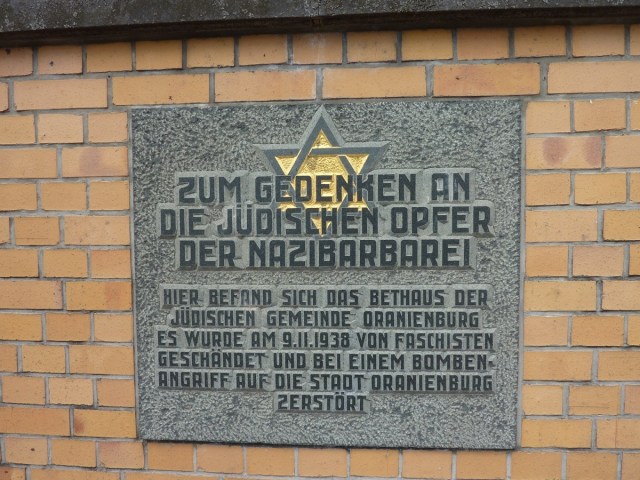 ZUM GEDENKEN AN
DIE JÜDISCHEN OPFER
DER NAZIBARBAREI
HIER BEFAND SICH DAS BETHAUS DER
JÜDISCHEN GEMEINDE ORANIENBURG
ES WURDE AM 9.11.1938 VON FASCHISTEN
GESCHÄNDET UND BEI EINEM BOMBEN-
ANGRIFF AUF DIE STADT ORANIENBURG
ZERSTÖRT